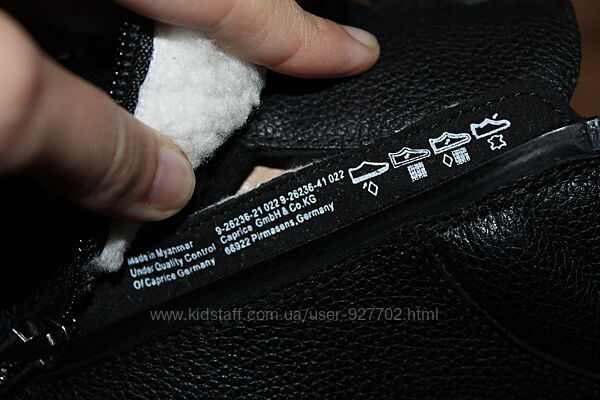 Made in Myanmar
Under Quality Control
Of Caprice Germany
9-26236-21 022 9-26236-41 022
Caprice GmbH & Co.KG
66922 Pirmasens,Germany
www.kidstaff.com.ua/user-927702.html